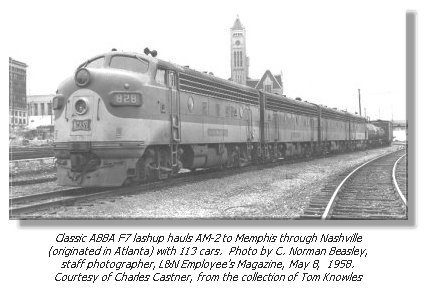 828
Classic ABBA F7 lashup hauls AM-2 to Memphis through Nashville
(originated in Atlanta) with 113 cars. Photo by C. Norman Beasley,
staff photographer, L&N Employee's Magazine, May 8, 1958.
Courtesy of Charles Castner, from the collection of Tom Knowles